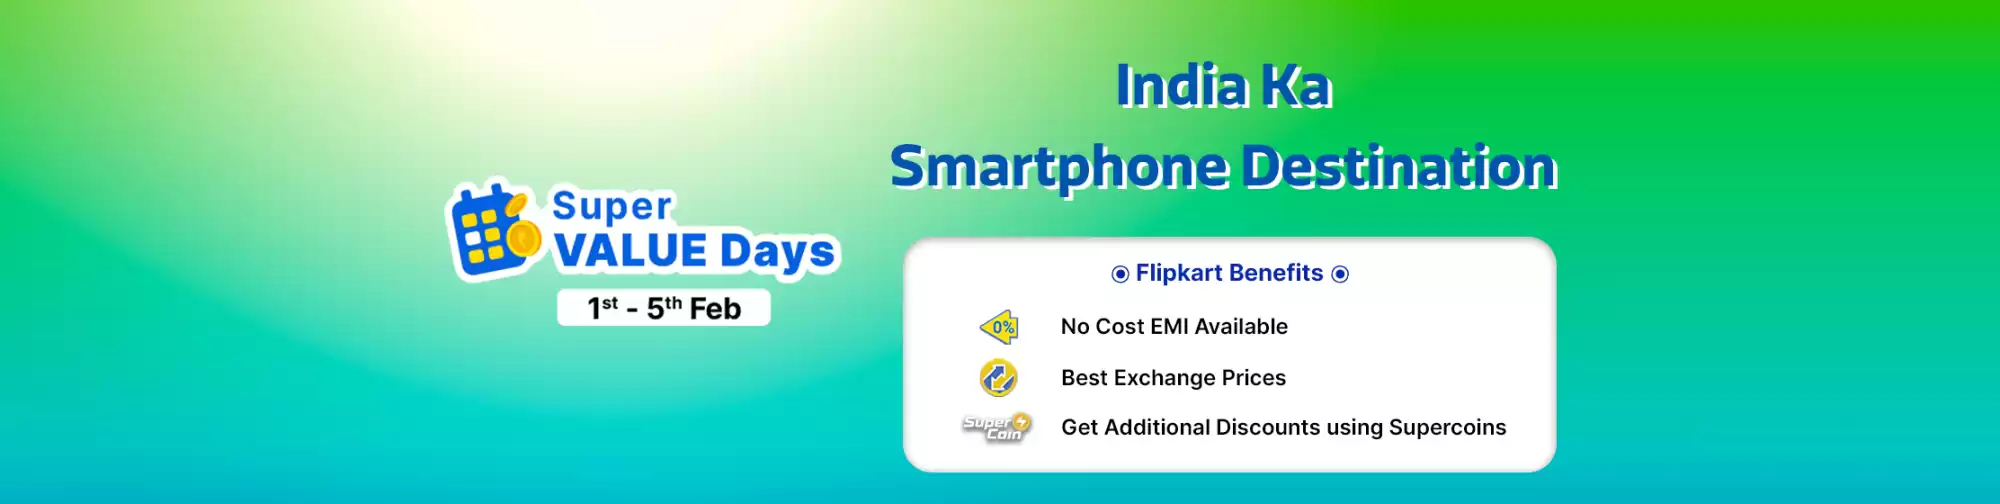 India Ka
Smartphone Destination
Super
VALUE Days
1st - 5th Feb
Flipkart Benefits
0%
No Cost EMI Available
Best Exchange Prices
Super
Coin
Get Additional Discounts using Supercoins